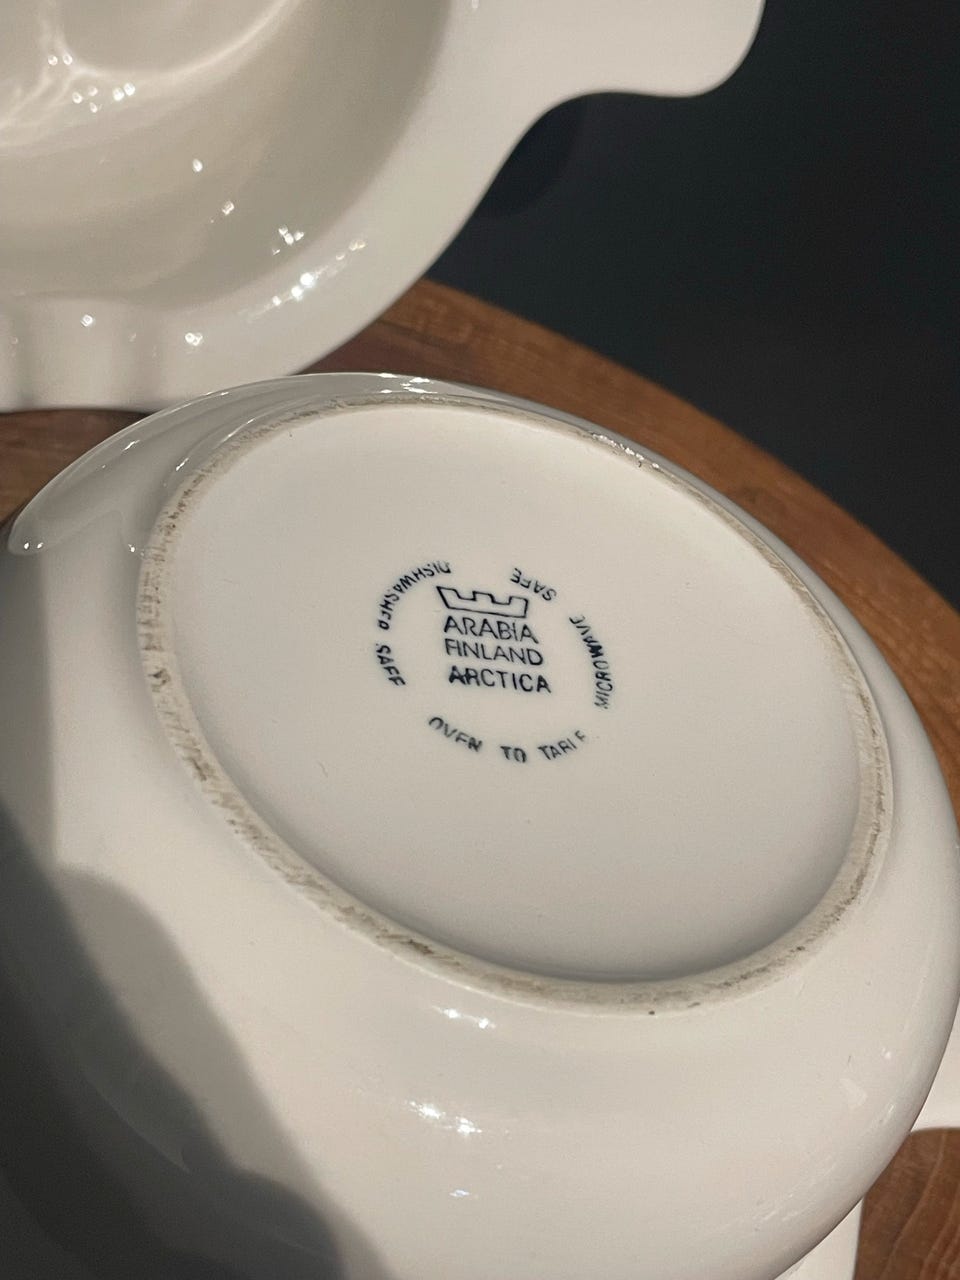 ARABIA
FINLAND
ARCTICA
DISHWASHER SAFE
OVEN TO TABLE
MICROWAVE SAFE